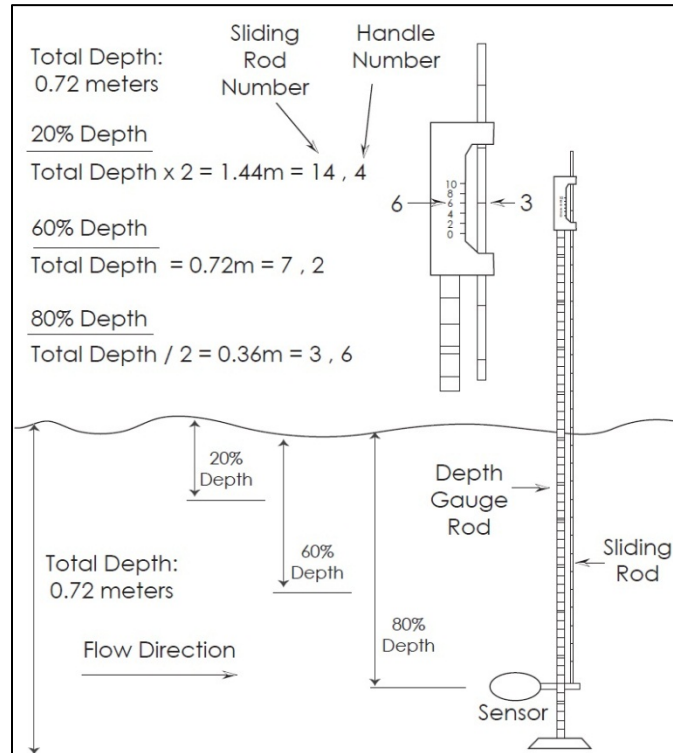 Total Depth:
0.72 meters
Sliding
Rod
Number
Handle
Number
20% Depth
Total Depth x 2 = 1.44m = 14 , 4
60% Depth
Total Depth = 0.72m = 7 , 2
80% Depth
Total Depth / 2 = 0.36m = 3 , 6
10
8
6
4
2
0
6
3
20%
Depth
60%
Depth
80%
Depth
Total Depth:
0.72 meters
Flow Direction
Depth
Gauge
Rod
Sliding
Rod
Sensor